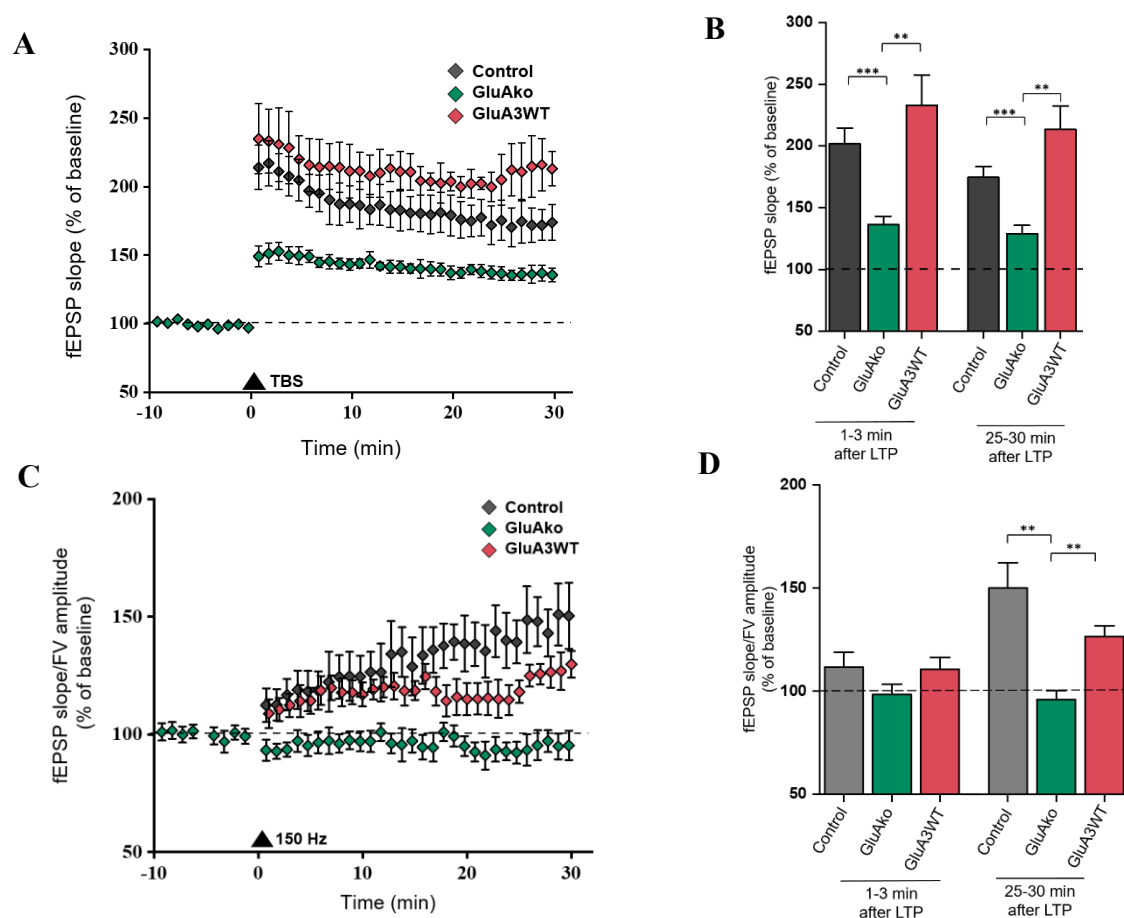 A
fEPSP slope (% of baseline)
300
250
200
150
100
50
Control
GluAko
GluA3WT
TBS
-10
0
10
20
30
Time (min)
B
fEPSP slope (% of baseline)
300
250
200
150
100
50
***
**
***
**
Control
GluAko
GluA3WT
Control
GluAko
GluA3WT
1-3 min
after LTP
25-30 min
after LTP
C
fEPSP slope/FV amplitude
(% of baseline)
200
150
100
50
Control
GluAko
GluA3WT
150 Hz
-10
0
10
20
30
Time (min)
D
fEPSP slope/FV amplitude
(% of baseline)
200
150
100
50
**
**
Control
GluAko
GluA3WT
Control
GluAko
GluA3WT
1-3 min
after LTP
25-30 min
after LTP